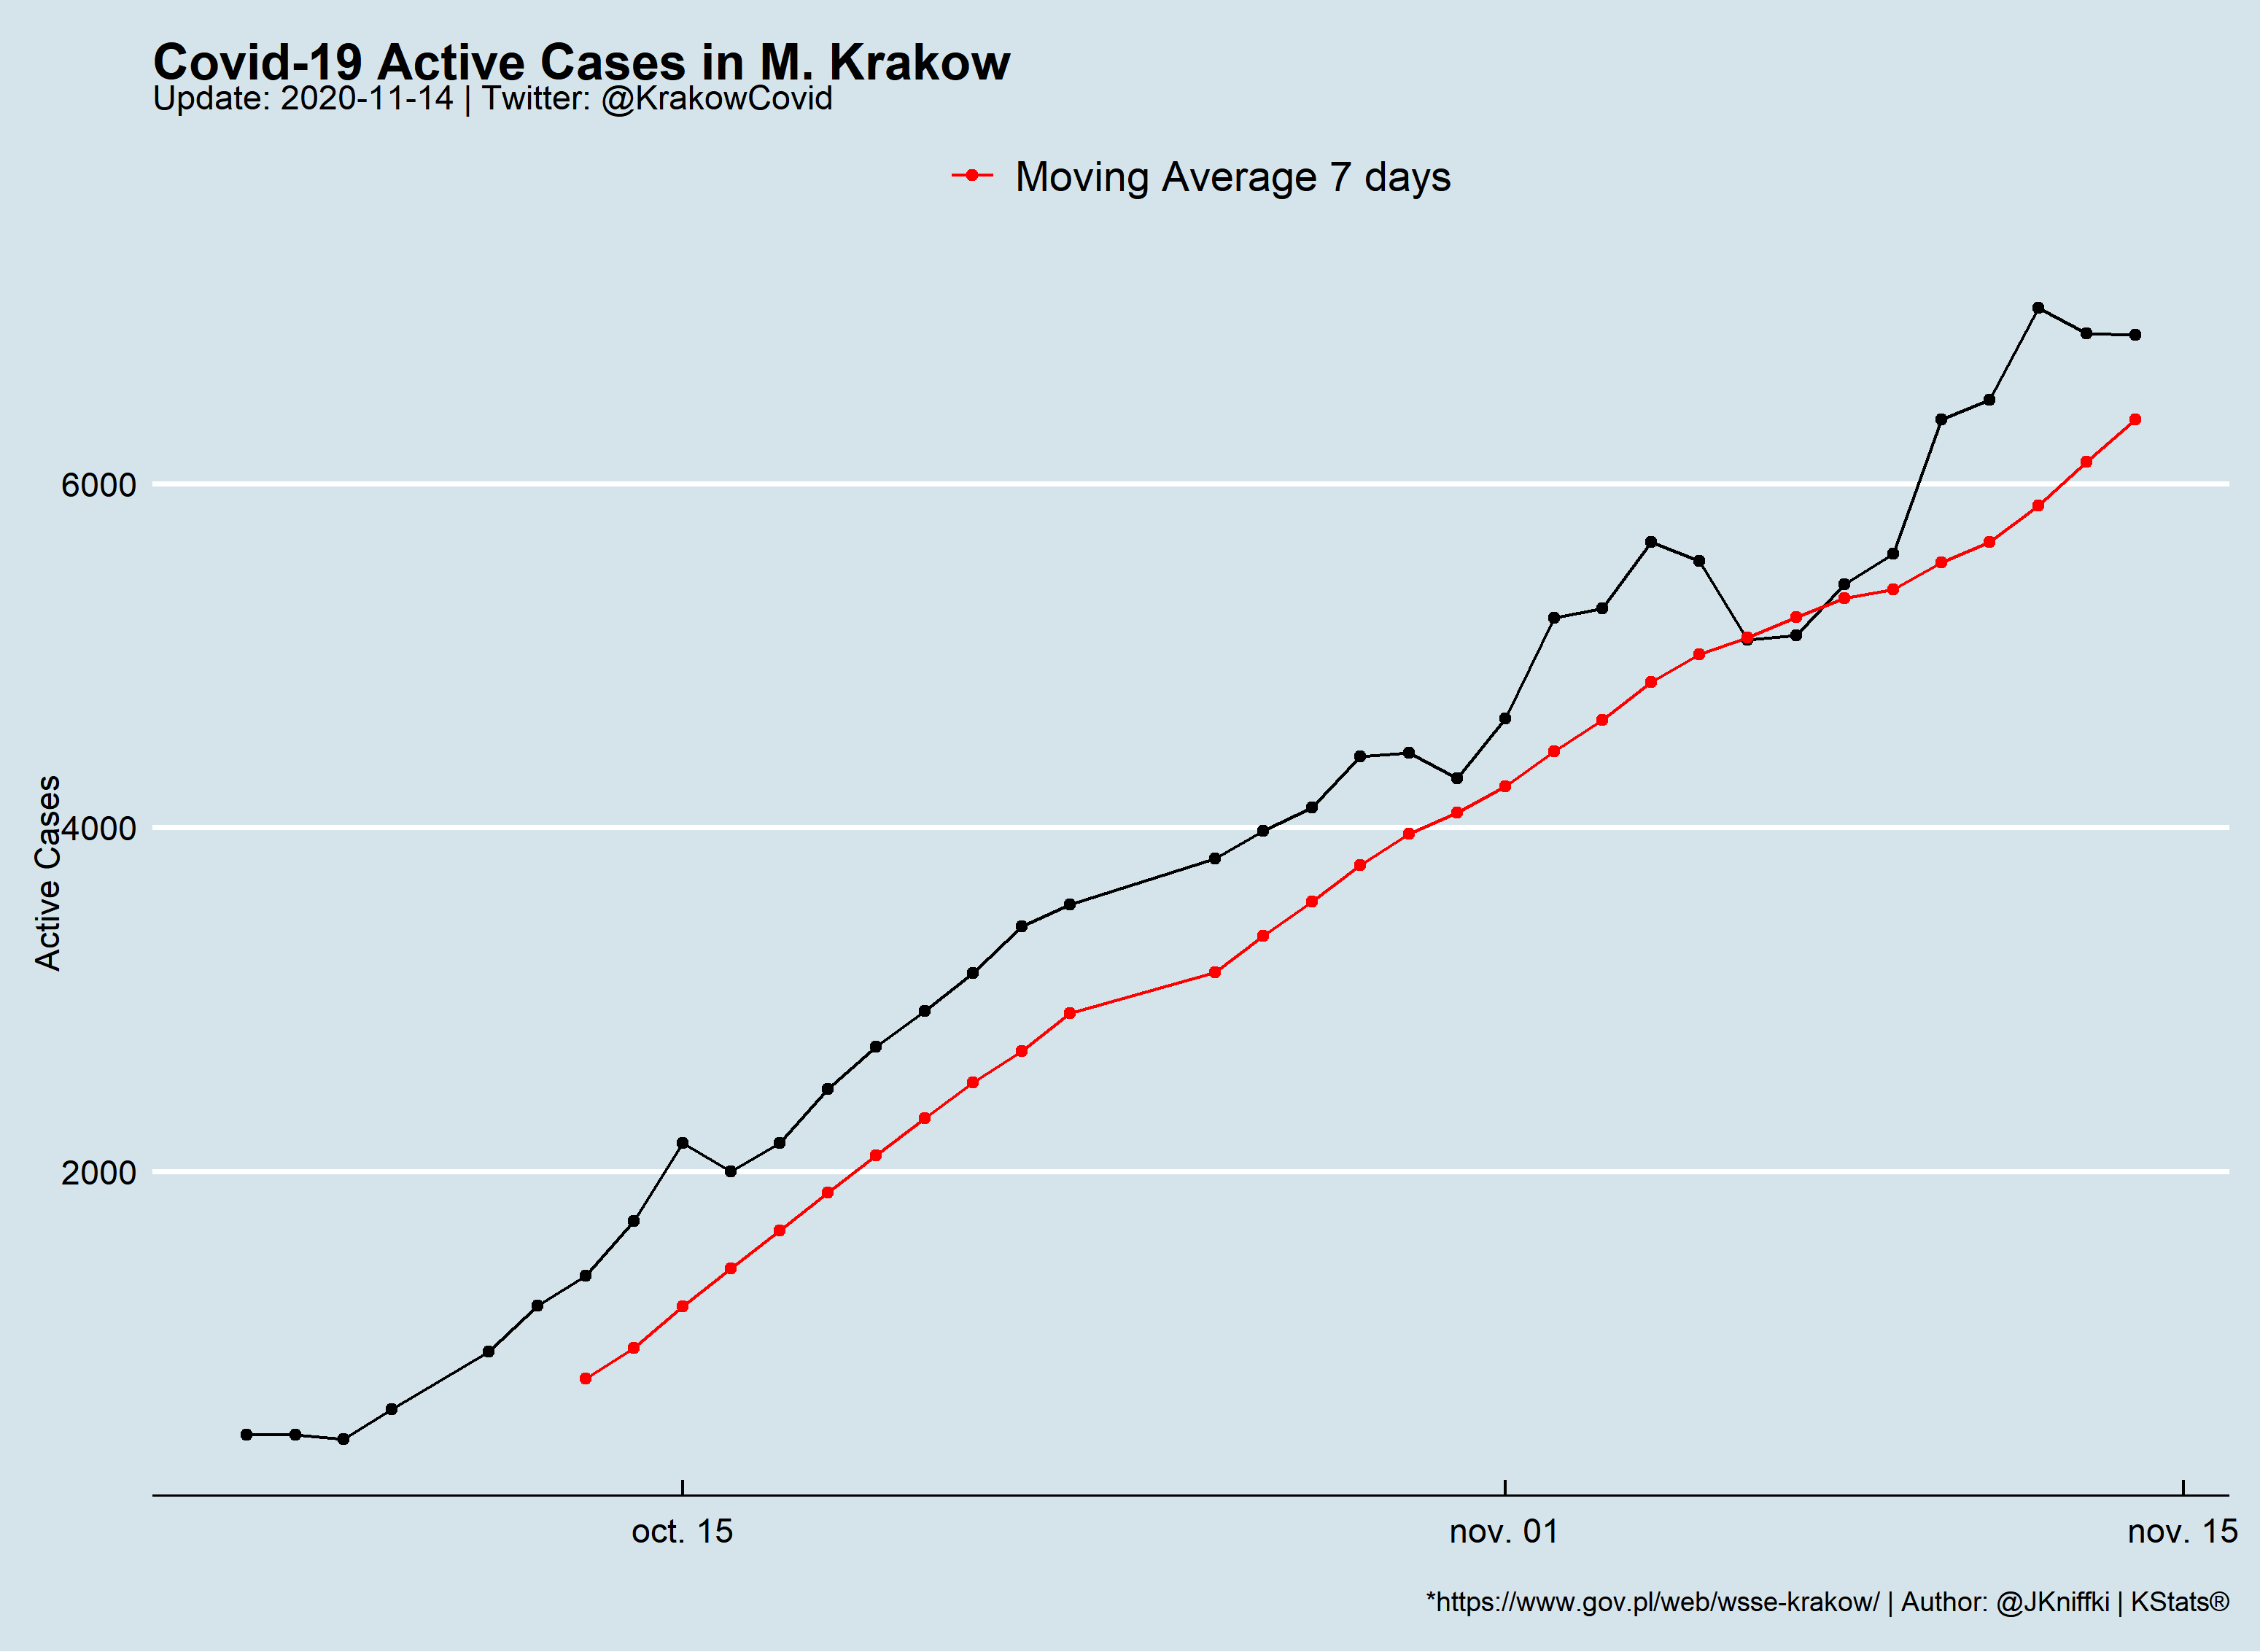 Covid-19 Active Cases in M. Krakow
Update: 2020-11-14 | Twitter: @KrakowCovid
Moving Average 7 days
Active Cases
6000
4000
2000
oct. 15
nov. 01
nov. 15
*https://www.gov.pl/web/wsse-krakow/ | Author: @JKniffki | KStats®